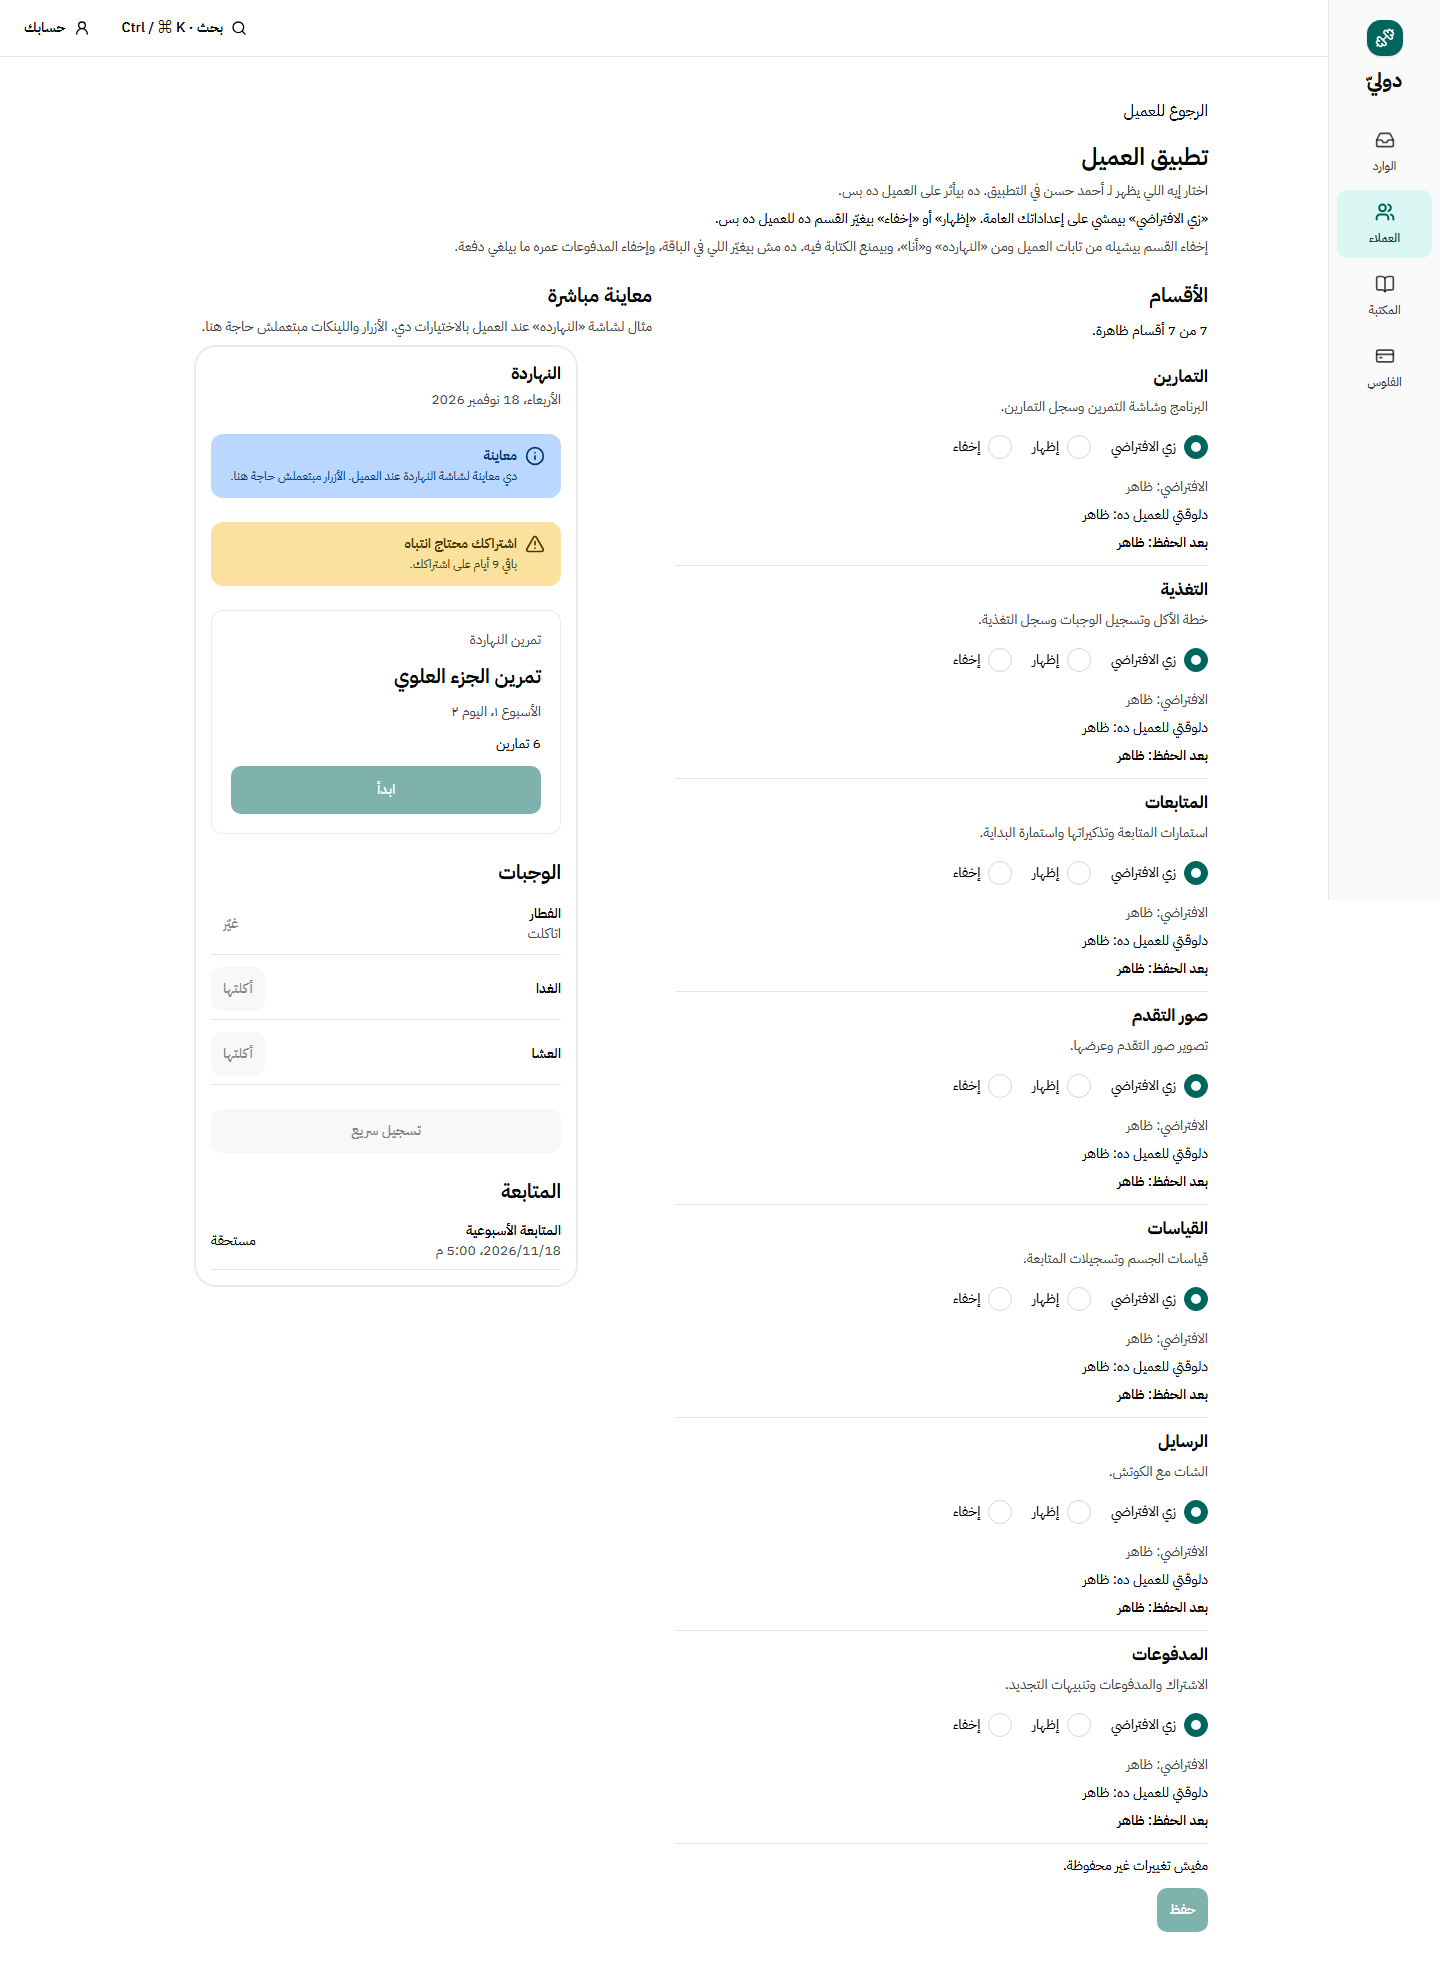 دوليّ
الوارد
العملاء
المكتبة
الفلوس
بحث · Ctrl / ⌘ K
حسابك
الرجوع للعميل
تطبيق العميل
اختار إيه اللي يظهر لـ أحمد حسن في التطبيق. ده بيأثر على العميل ده بس.
«زي الافتراضي» بيمشي على إعداداتك العامة. «إظهار» أو «إخفاء» بيغيّر القسم ده للعميل ده بس.
إخفاء القسم بيشيله من تابات العميل ومن «النهارده» و«أنا»، وبيمنع الكتابة فيه. ده مش بيغيّر اللي في الباقة، وإخفاء المدفوعات عمره ما بيلغي دفعة.
الأقسام
7 من 7 أقسام ظاهرة.
التمارين
البرنامج وشاشة التمرين وسجل التمارين.
زي الافتراضي
إظهار
إخفاء
الافتراضي: ظاهر
دلوقتي للعميل ده: ظاهر
بعد الحفظ: ظاهر
التغذية
خطة الأكل وتسجيل الوجبات وسجل التغذية.
زي الافتراضي
إظهار
إخفاء
الافتراضي: ظاهر
دلوقتي للعميل ده: ظاهر
بعد الحفظ: ظاهر
المتابعات
استمارات المتابعة وتذكيراتها واستمارة البداية.
زي الافتراضي
إظهار
إخفاء
الافتراضي: ظاهر
دلوقتي للعميل ده: ظاهر
بعد الحفظ: ظاهر
صور التقدم
تصوير صور التقدم وعرضها.
زي الافتراضي
إظهار
إخفاء
الافتراضي: ظاهر
دلوقتي للعميل ده: ظاهر
بعد الحفظ: ظاهر
القياسات
قياسات الجسم وتسجيلات المتابعة.
زي الافتراضي
إظهار
إخفاء
الافتراضي: ظاهر
دلوقتي للعميل ده: ظاهر
بعد الحفظ: ظاهر
الرسايل
الشات مع الكوتش.
زي الافتراضي
إظهار
إخفاء
الافتراضي: ظاهر
دلوقتي للعميل ده: ظاهر
بعد الحفظ: ظاهر
المدفوعات
الاشتراك والمدفوعات وتنبيهات التجديد.
زي الافتراضي
إظهار
إخفاء
الافتراضي: ظاهر
دلوقتي للعميل ده: ظاهر
بعد الحفظ: ظاهر
مفيش تغييرات غير محفوظة.
حفظ
معاينة مباشرة
مثال لشاشة «النهارده» عند العميل بالاختيارات دي. الأزرار واللينكات مبتعملش حاجة هنا.
النهاردة
الأربعاء، 18 نوفمبر 2026
معاينة
دي معاينة لشاشة النهاردة عند العميل. الأزرار مبتعملش حاجة هنا.
اشتراكك محتاج انتباه
باقي 9 أيام على اشتراكك.
تمرين النهاردة
تمرين الجزء العلوي
الأسبوع ١، اليوم ٢
6 تمارين
ابدأ
الوجبات
الفطار
اتاكلت
غيّر
الغدا
أكلتها
العشا
أكلتها
تسجيل سريع
المتابعة
المتابعة الأسبوعية
2026/11/18، 5:00 م
مستحقة